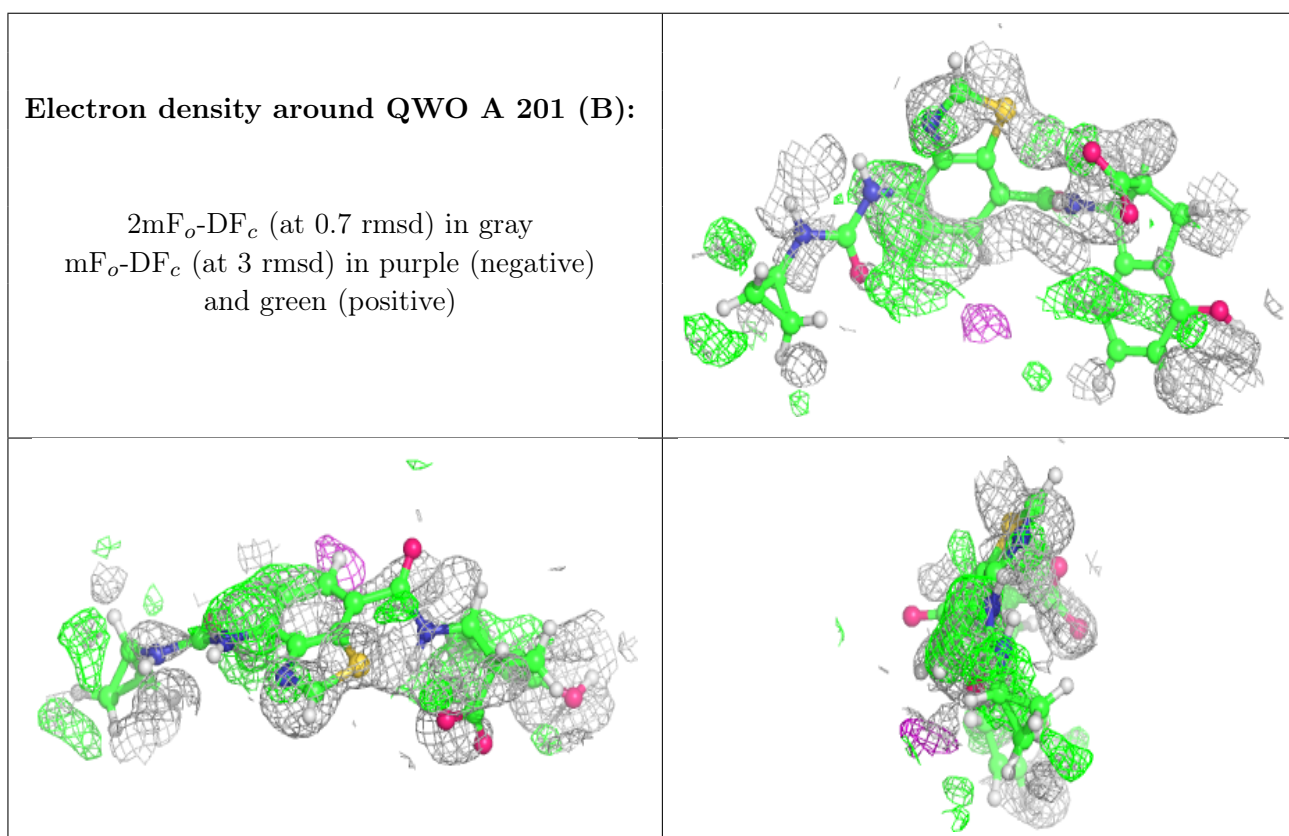 Electron density around QWO A 201 (B):
2mFo-DFc (at 0.7 rmsd) in gray
mFo-DFc (at 3 rmsd) in purple (negative)
and green (positive)